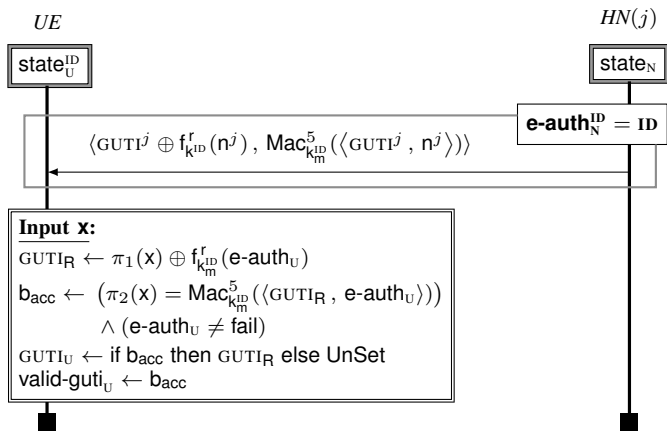 UE HN(j)
state_U^ID state_N
e-auth_N^ID = ID
⟨GUTI^j ⊕ f^r_{k^ID}(n^j) , Mac^5_{k_m^ID}(⟨GUTI^j , n^j⟩)⟩
Input x:
GUTI_R ← π_1(x) ⊕ f^r_{k_m^ID}(e-auth_U)
b_acc ← (π_2(x) = Mac^5_{k_m^ID}(⟨GUTI_R , e-auth_U⟩))
∧ (e-auth_U ≠ fail)
GUTI_U ← if b_acc then GUTI_R else UnSet
valid-guti_U ← b_acc